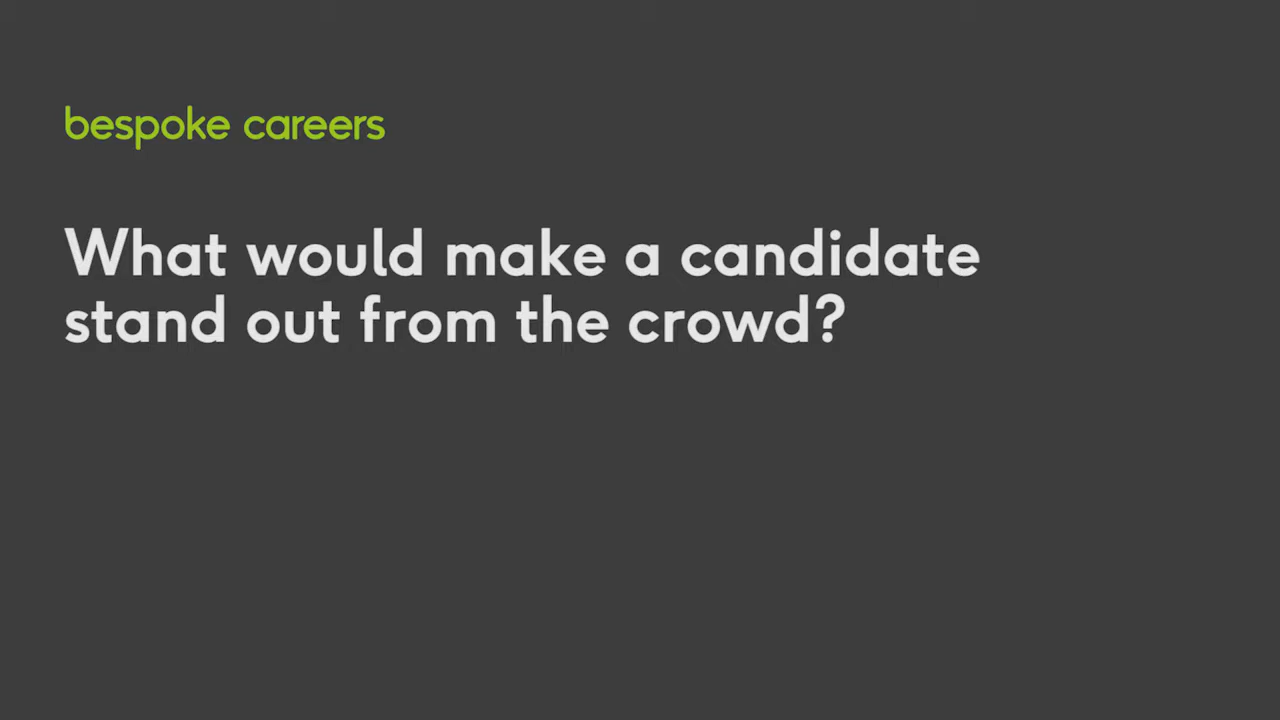 bespoke careers
What would make a candidate
stand out from the crowd?